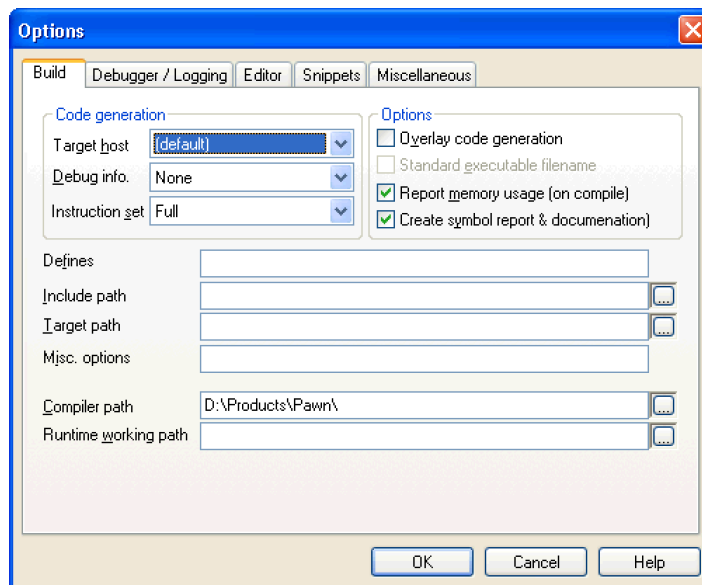 Options
Build Debugger / Logging Editor Snippets Miscellaneous
Code generation
Target host (default)
Debug info. None
Instruction set Full
Options
Overlay code generation
Standard executable filename
Report memory usage (on compile)
Create symbol report & documenation)
Defines
Include path ...
Target path ...
Misc. options
Compiler path D:\Products\Pawn\ ...
Runtime working path ...
OK Cancel Help